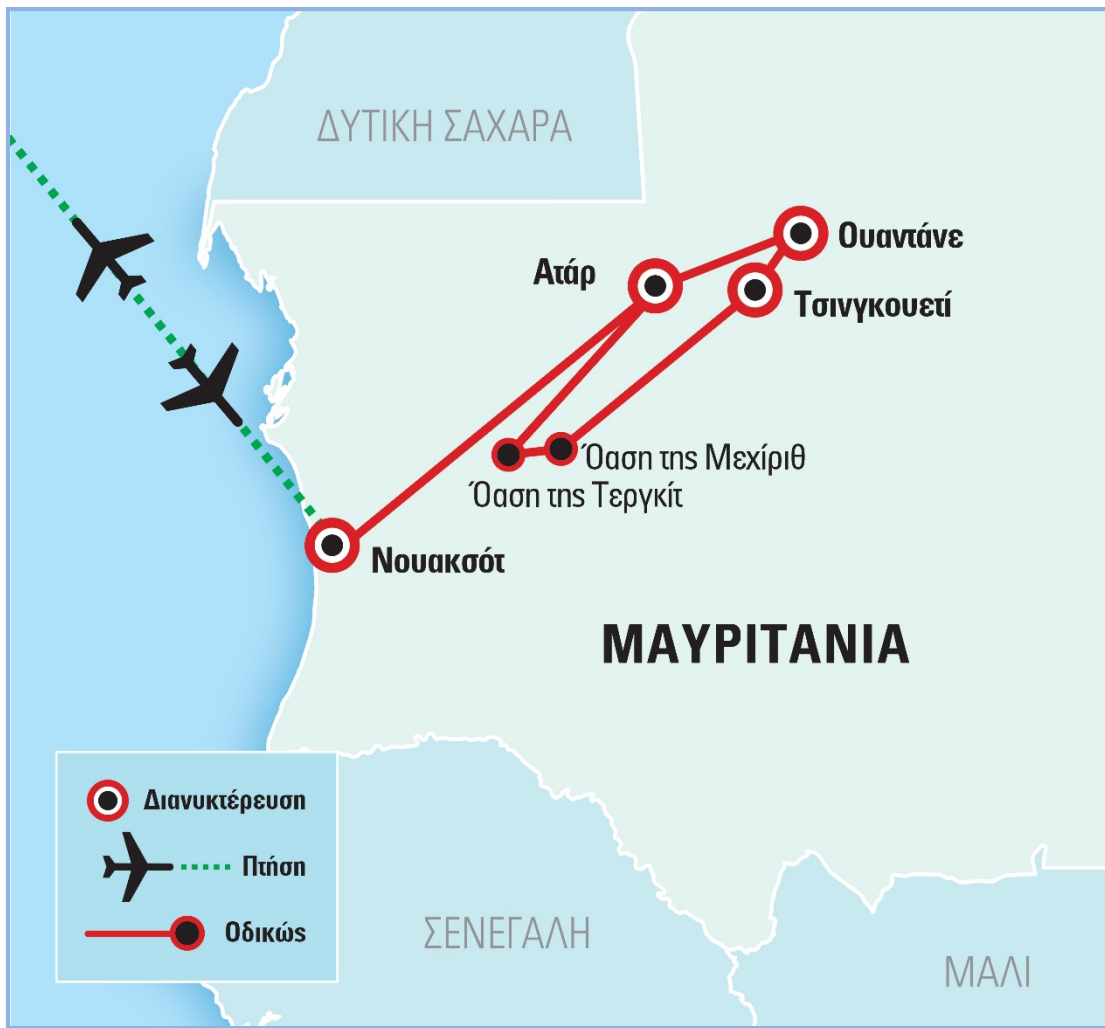 ΔΥΤΙΚΗ ΣΑΧΑΡΑ
Ουαντάνε
Ατάρ
Τσινγκουετί
Όαση της Μεχίριθ
Όαση της Τεργκίτ
Νουακσότ
ΜΑΥΡΙΤΑΝΙΑ
Διανυκτέρευση
Πτήση
Οδικώς
ΣΕΝΕΓΑΛΗ
ΜΑΛΙ